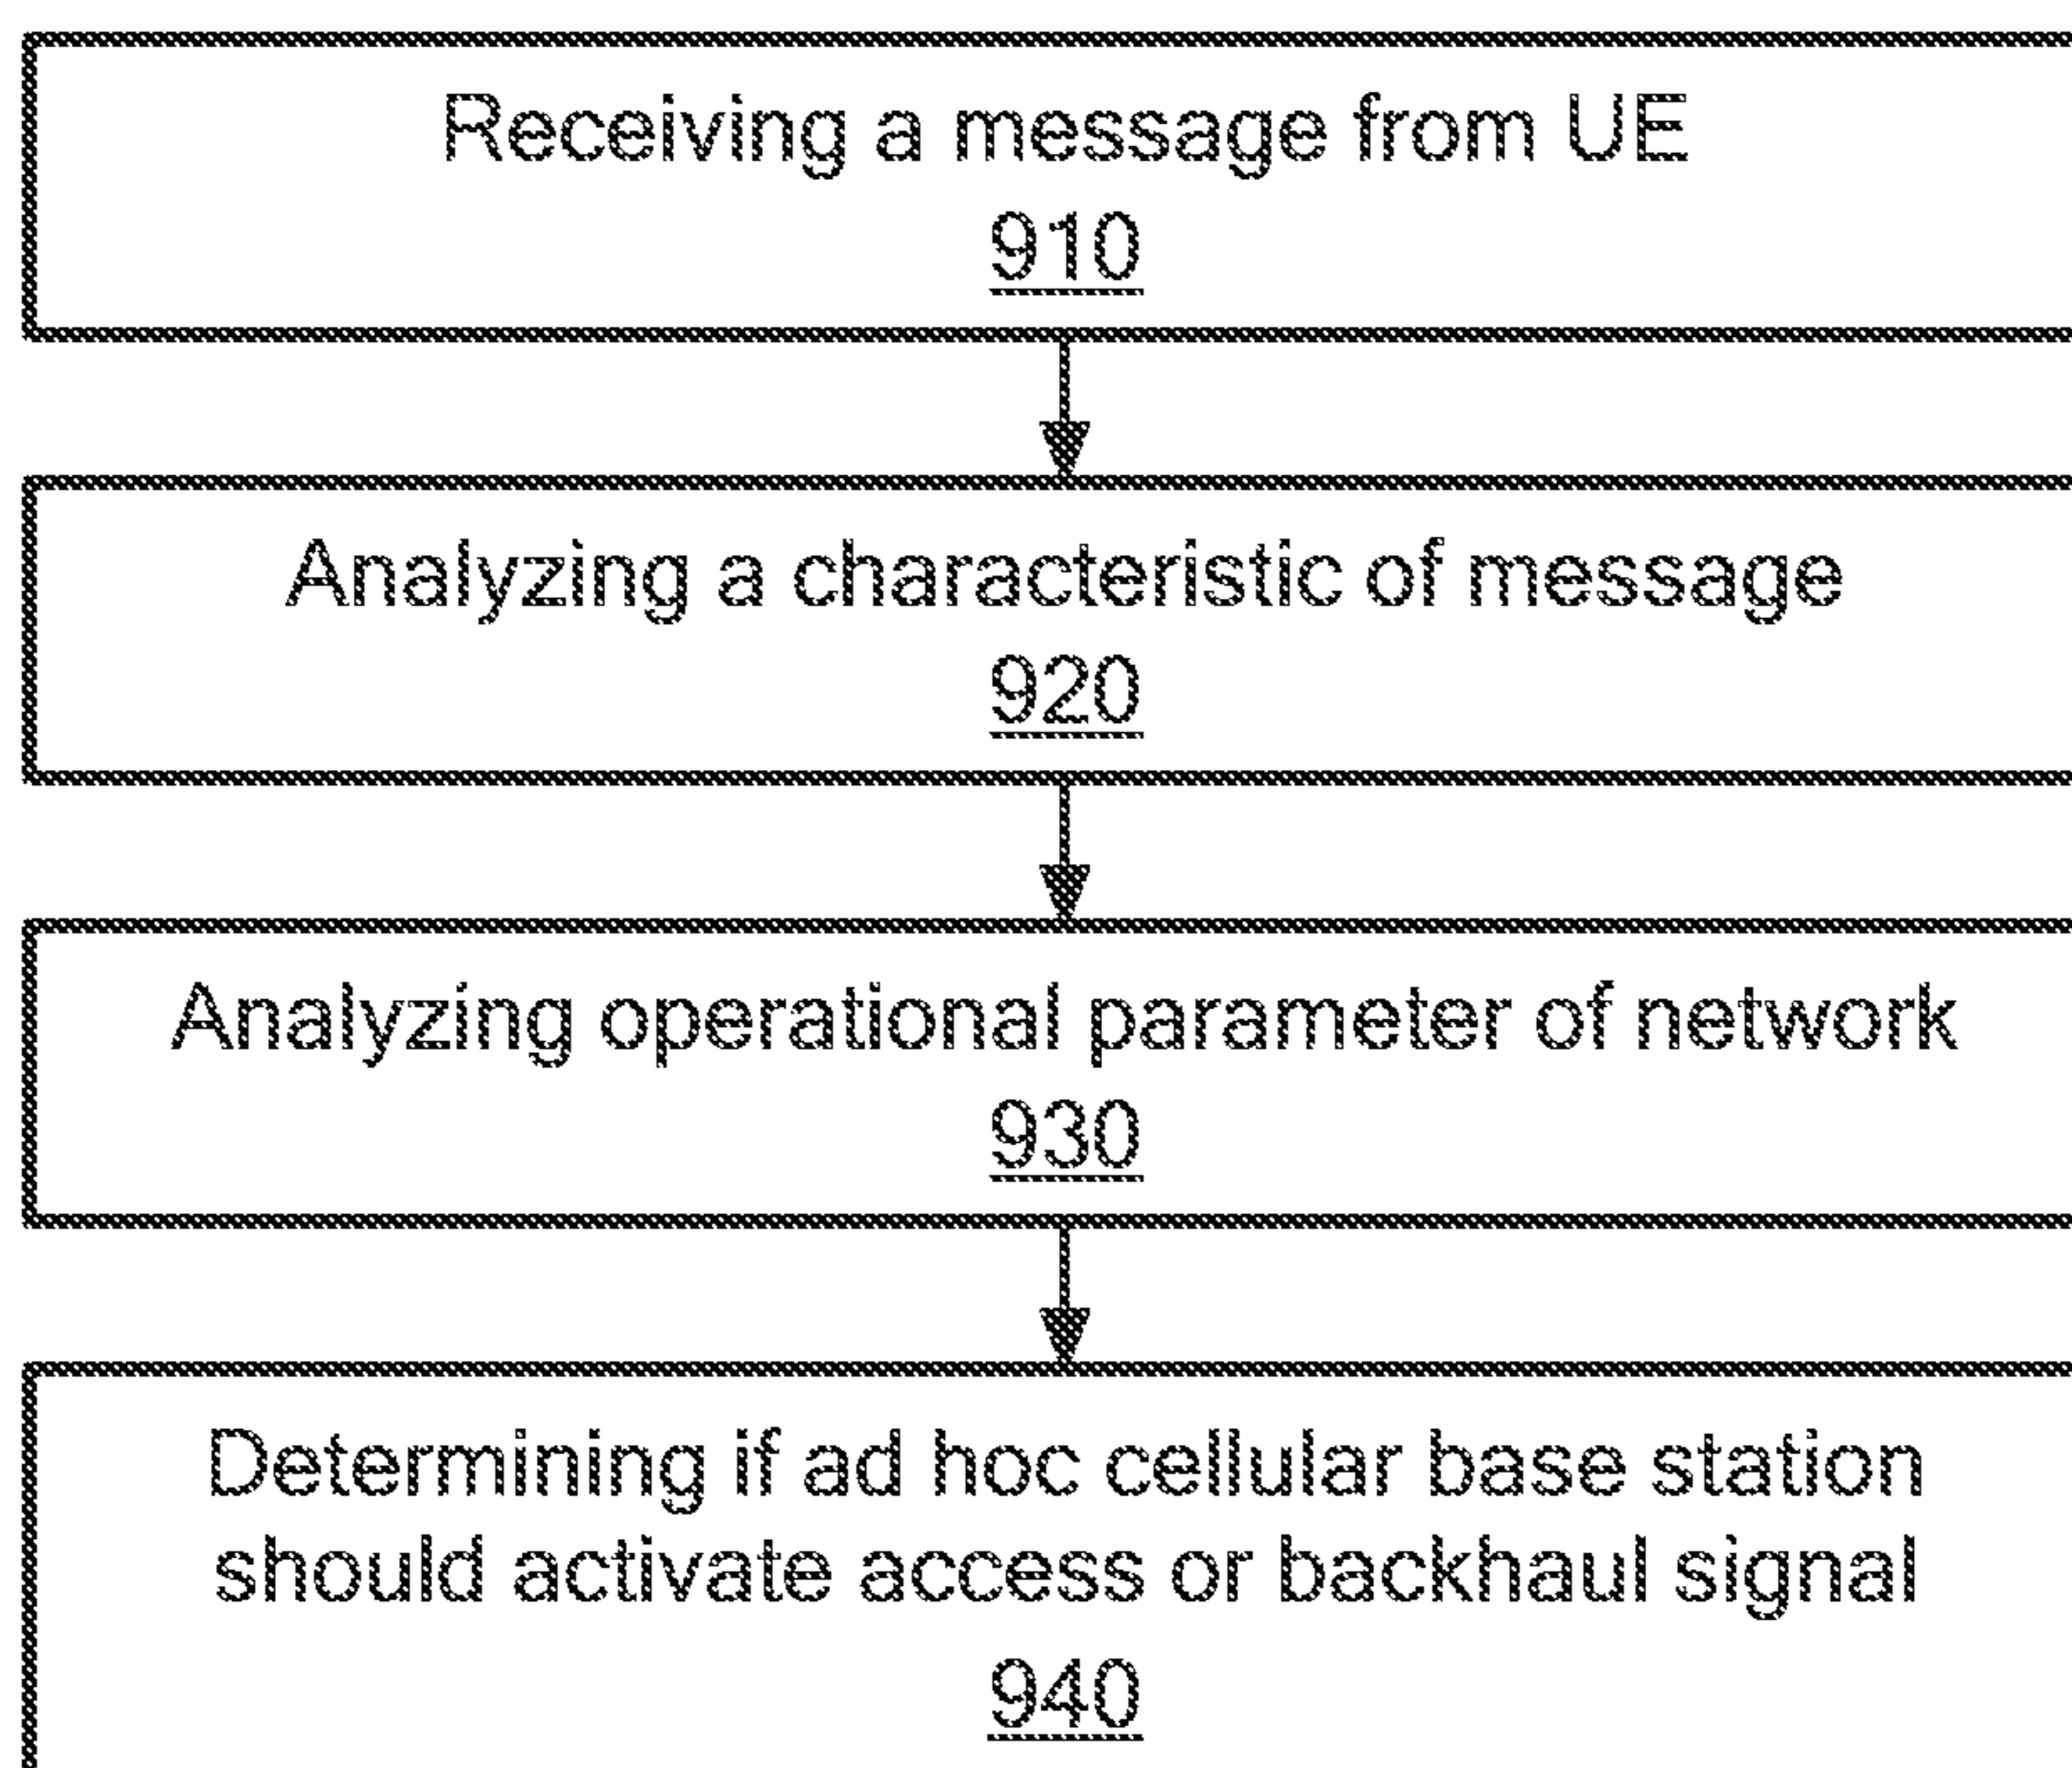 Receiving a message from UE
910
Analyzing a characteristic of message
920
Analyzing operational parameter of network
930
Determining if ad hoc cellular base station
should activate access or backhaul signal
940